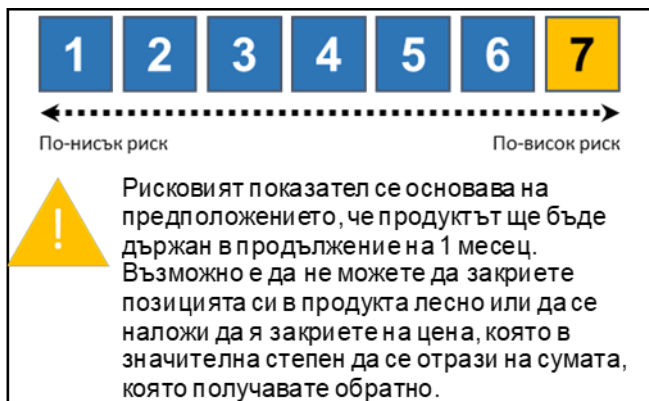 1 2 3 4 5 6 7
По-нисък риск По-висок риск
!
Рисковият показател се основава на
предположението, че продуктът ще бъде
държан в продължение на 1 месец.
Възможно е да не можете да закриете
позицията си в продукта лесно или да се
наложи да я закриете на цена, която в
значителна степен да се отрази на сумата,
която получавате обратно.